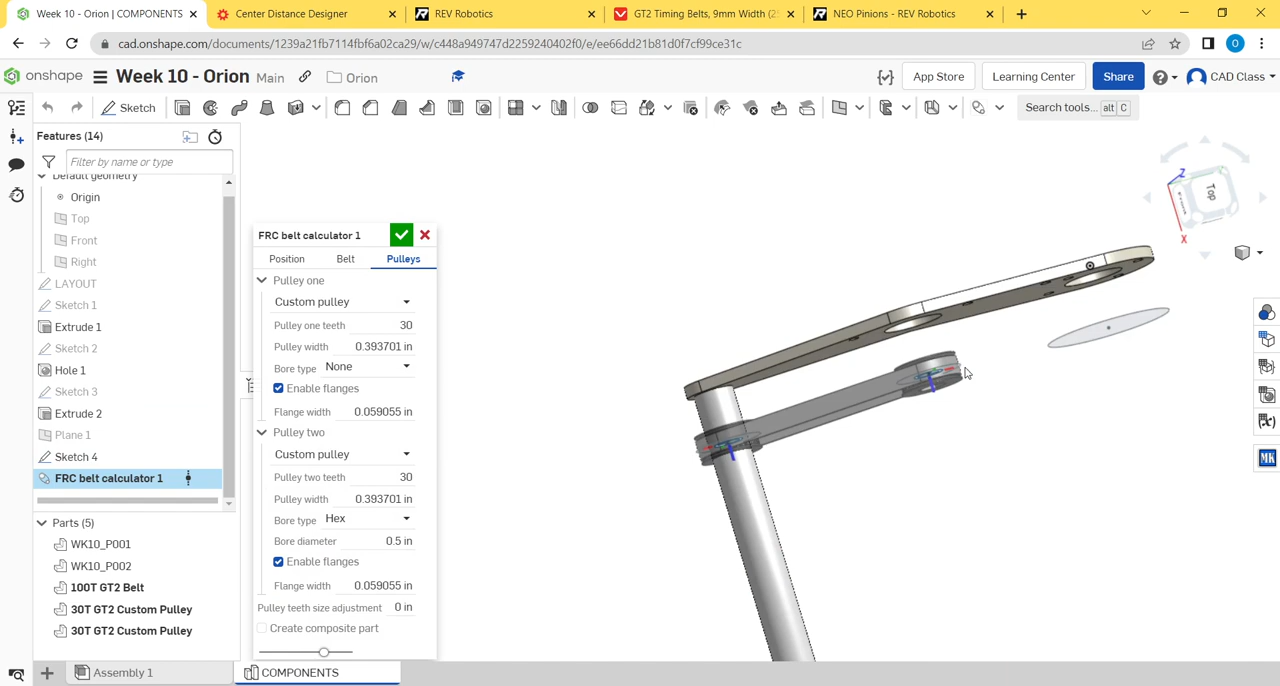 Week 10 - Orion | COMPONENTS
Center Distance Designer
REV Robotics
GT2 Timing Belts, 9mm Width (2
NEO Pinions - REV Robotics
cad.onshape.com/documents/1239a21fb7114fbf6a02ca29/w/c448a949747d259240402f0/e/ee66dd21b81d0f7cf99ce31c
O
onshape Week 10 - Orion Main Orion
App Store Learning Center Share CAD Class
Sketch
Search tools... alt C
Features (14)
Filter by name or type
Default geometry
Origin
Top
Front
Right
LAYOUT
Sketch 1
Extrude 1
Sketch 2
Hole 1
Sketch 3
Extrude 2
Plane 1
Sketch 4
FRC belt calculator 1
Parts (5)
WK10_P001
WK10_P002
100T GT2 Belt
30T GT2 Custom Pulley
30T GT2 Custom Pulley
FRC belt calculator 1
Position Belt Pulleys
Pulley one
Custom pulley
Pulley one teeth 30
Pulley width 0.393701 in
Bore type None
Enable flanges
Flange width 0.059055 in
Pulley two
Custom pulley
Pulley two teeth 30
Pulley width 0.393701 in
Bore type Hex
Bore diameter 0.5 in
Enable flanges
Flange width 0.059055 in
Pulley teeth size adjustment 0 in
Create composite part
Z
Top
X
(x)
MK
Assembly 1
COMPONENTS